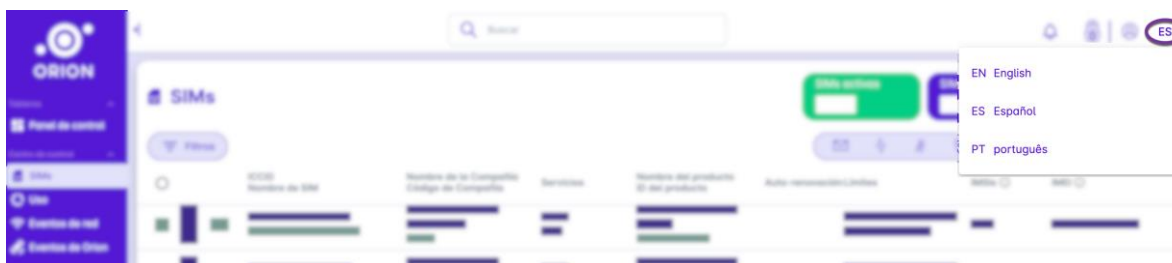 ORION
Buscar
ES
EN English
ES Español
PT português
SIMs
SIMs activos
Filtros
Panel de control
SIMs
Uso
Eventos de red
Eventos de Orion
ICCID
Nombre de SIM
Nombre de la Compañía
Código de Compañía
Servicios
Nombre del producto
ID del producto
Auto-renovación
Límites
IMSIs
IMEI